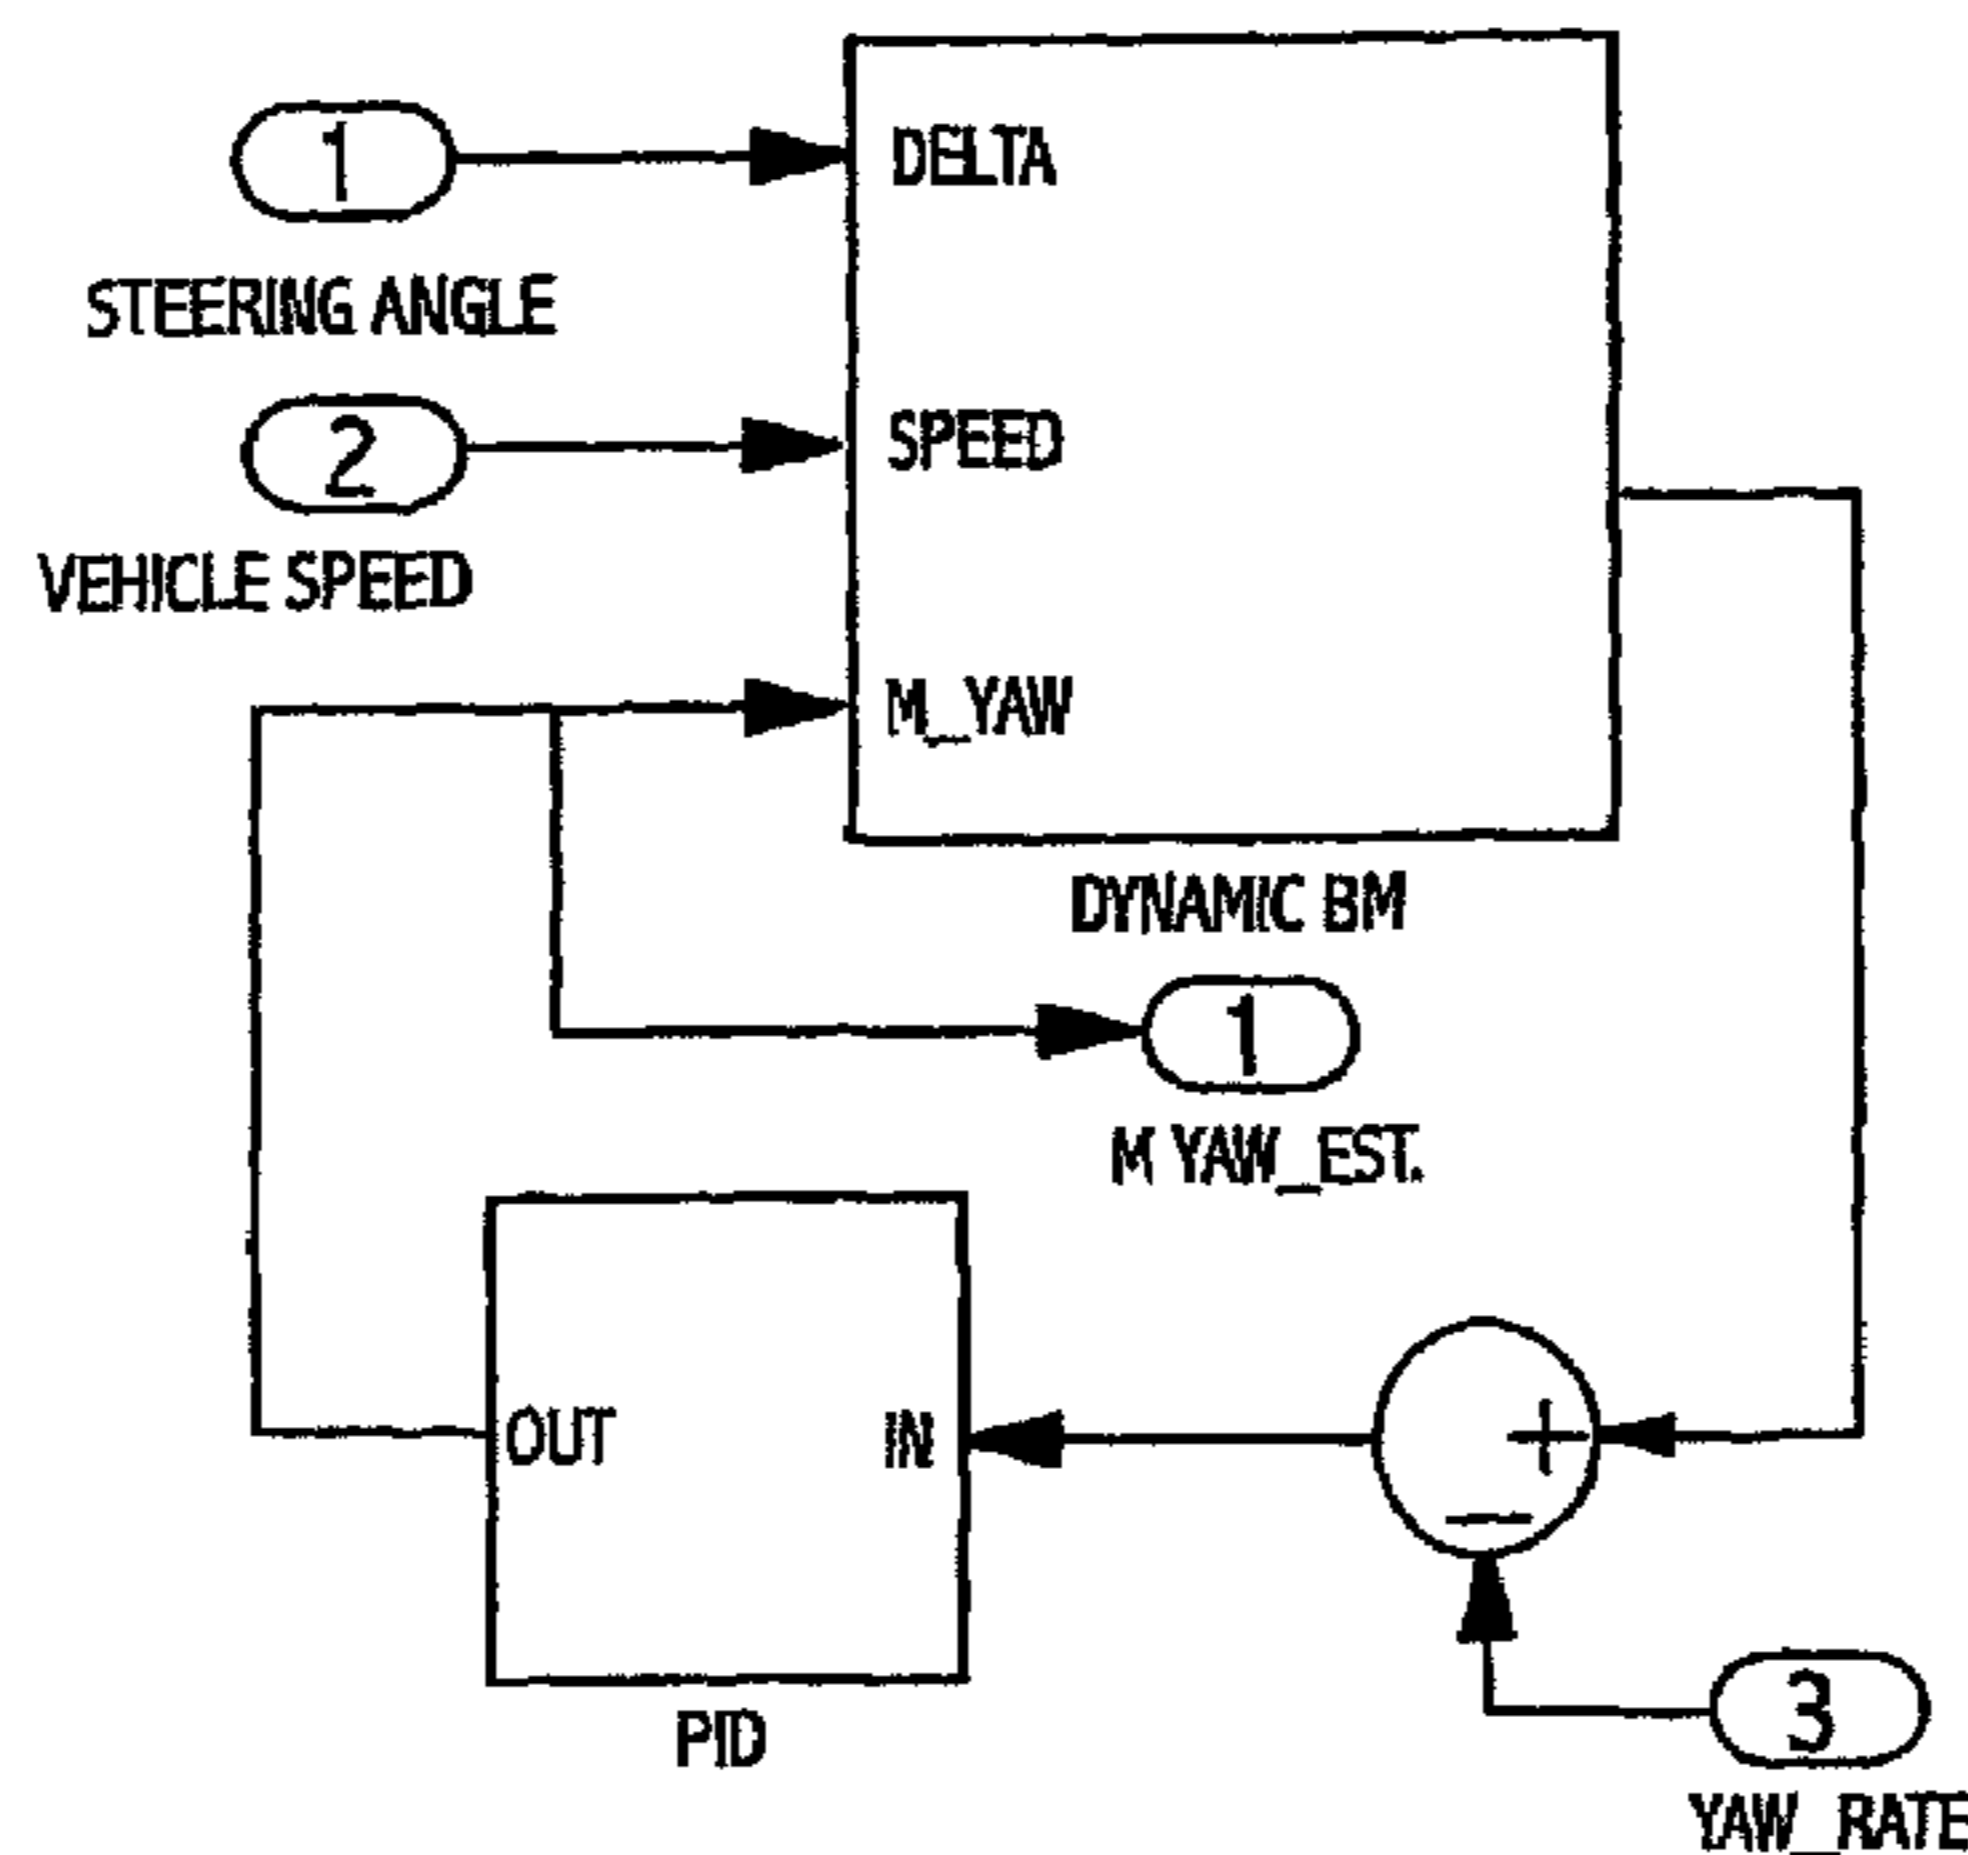 1
DELTA
STEERING ANGLE
2
SPEED
VEHICLE SPEED
M_YAW
DYNAMIC BM
1
M YAW_EST.
+
OUT
IN
−
PID
3
YAW_RATE